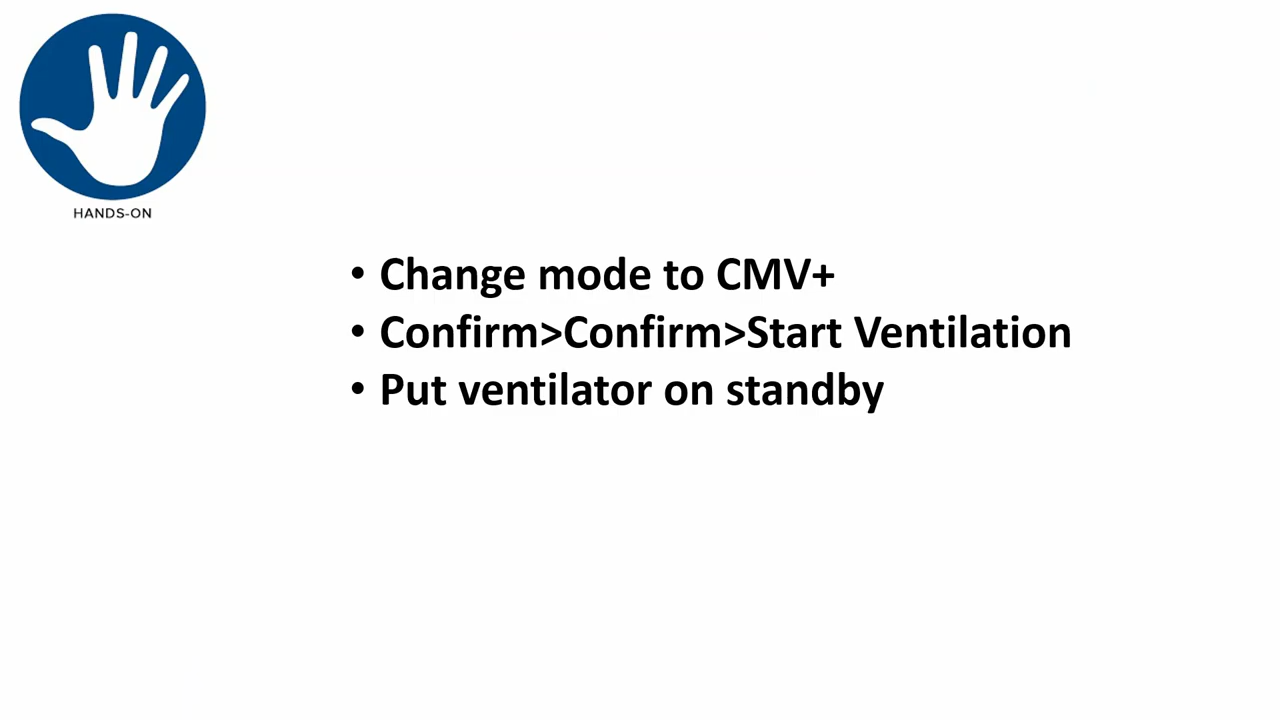 HANDS-ON
• Change mode to CMV+
• Confirm>Confirm>Start Ventilation
• Put ventilator on standby